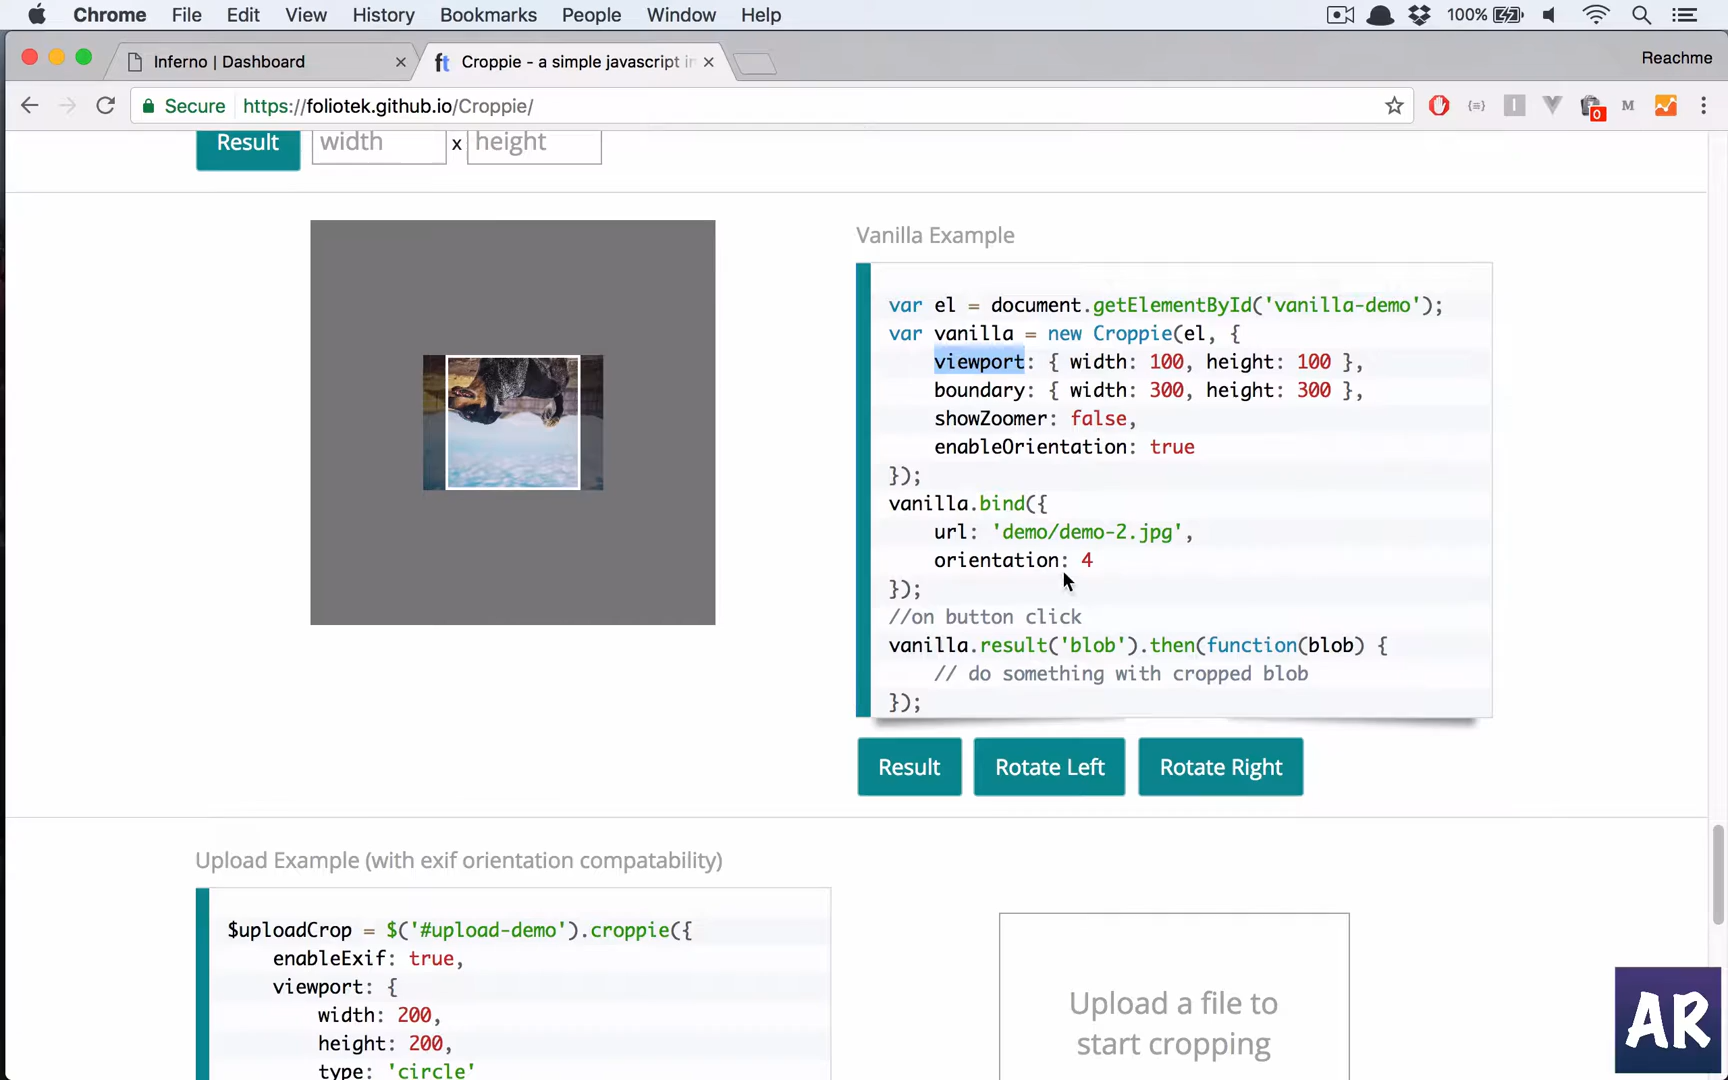 Chrome File Edit View History Bookmarks People Window Help 100%
Inferno | Dashboard
Croppie - a simple javascript in
Reachme
Secure https://foliotek.github.io/Croppie/
0 M
Result width x height
Vanilla Example
var el = document.getElementById('vanilla-demo');
var vanilla = new Croppie(el, {
viewport: { width: 100, height: 100 },
boundary: { width: 300, height: 300 },
showZoomer: false,
enableOrientation: true
});
vanilla.bind({
url: 'demo/demo-2.jpg',
orientation: 4
});
//on button click
vanilla.result('blob').then(function(blob) {
// do something with cropped blob
});
Result Rotate Left Rotate Right
Upload Example (with exif orientation compatability)
$uploadCrop = $('#upload-demo').croppie({
enableExif: true,
viewport: {
width: 200,
height: 200,
type: 'circle'
Upload a file to
start cropping
AR